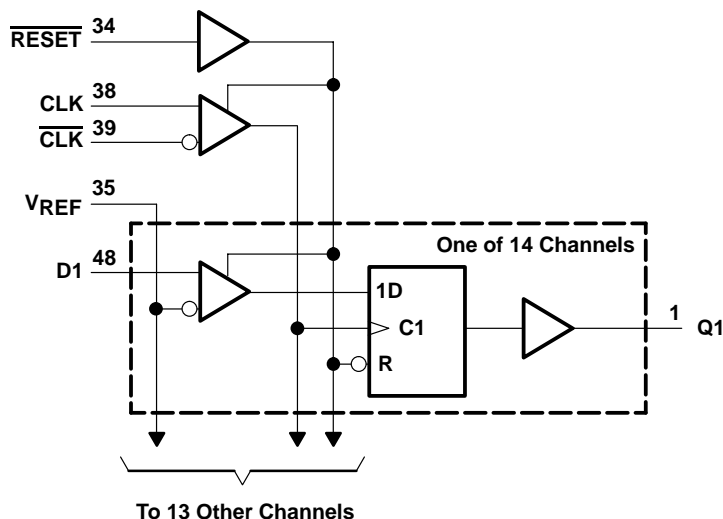 RESET 34
CLK 38
CLK 39
VREF 35
One of 14 Channels
D1 48
1D
C1
R
1 Q1
To 13 Other Channels